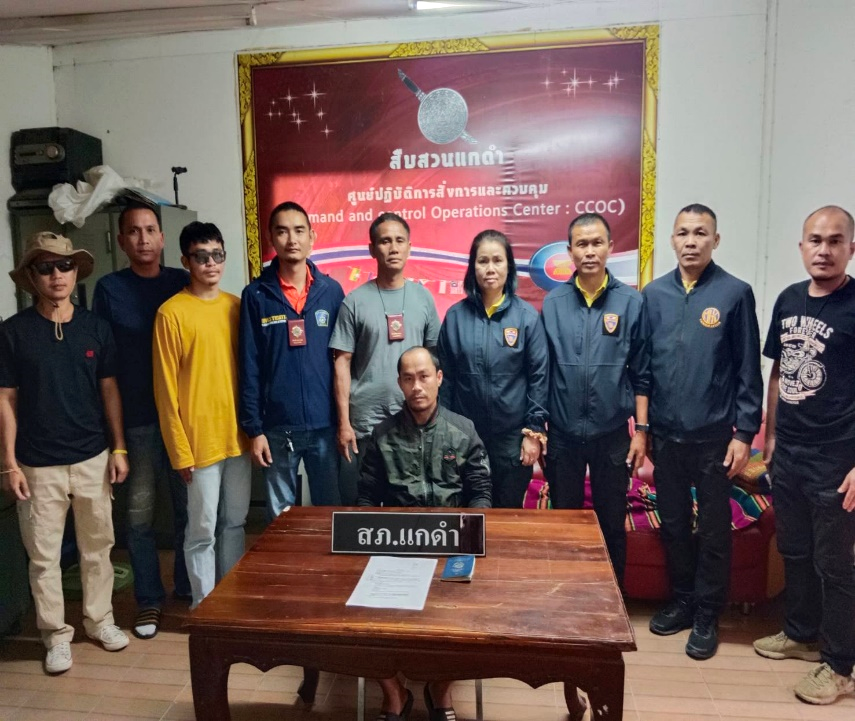 สืบสวนแกดำ
ศูนย์ปฏิบัติการสั่งการและควบคุม
mand and Control Operations Center : CCOC)
TWO WHEELS
FOREVER
สภ.แกดำ